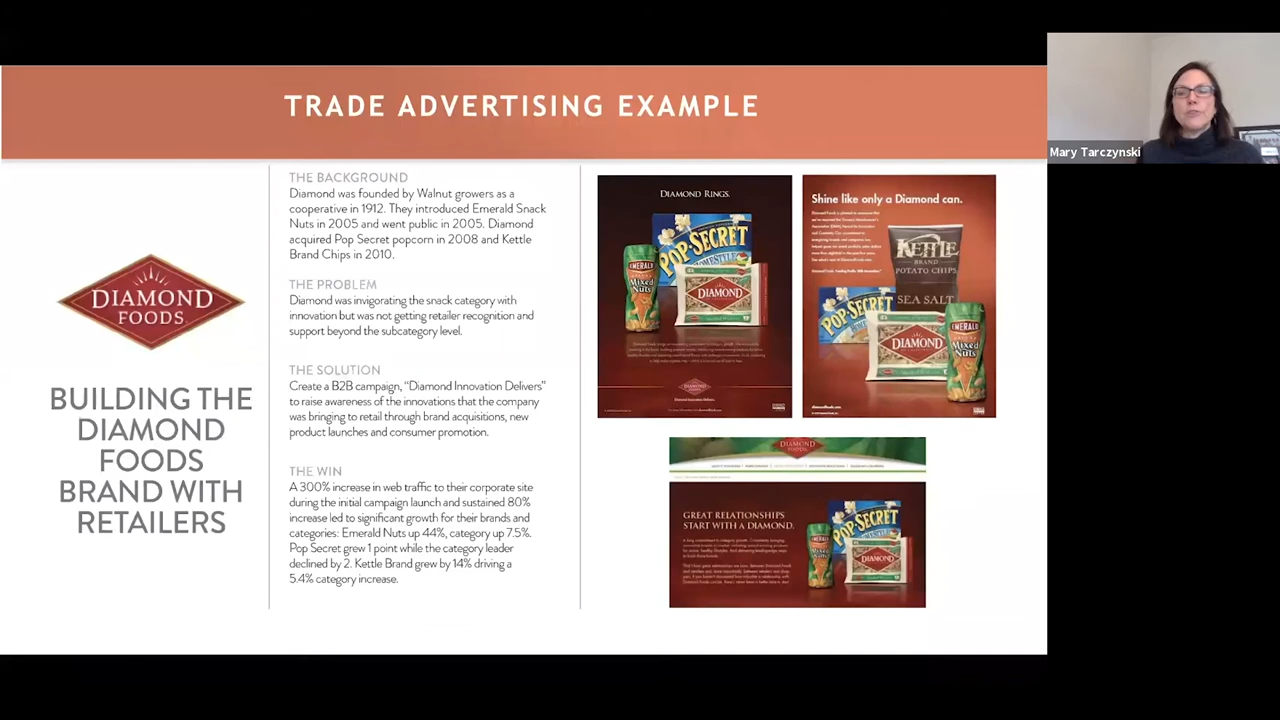 TRADE ADVERTISING EXAMPLE
Mary Tarczynski
DIAMOND
FOODS
BUILDING THE
DIAMOND
FOODS
BRAND WITH
RETAILERS
THE BACKGROUND
Diamond was founded by Walnut growers as a
cooperative in 1912. They introduced Emerald Snack
Nuts in 2005 and went public in 2005. Diamond
acquired Pop Secret popcorn in 2008 and Kettle
Brand Chips in 2010.
THE PROBLEM
Diamond was invigorating the snack category with
innovation but was not getting retailer recognition and
support beyond the subcategory level.
THE SOLUTION
Create a B2B campaign, “Diamond Innovation Delivers”
to raise awareness of the innovations that the company
was bringing to retail through brand acquisitions, new
product launches and consumer promotion.
THE WIN
A 300% increase in web traffic to their corporate site
during the initial campaign launch and sustained 80%
increase led to significant growth for their brands and
categories: Emerald Nuts up 44%, category up 7.5%.
Pop Secret grew 1 point while the category leader
declined by 2. Kettle Brand grew by 14% driving a
5.4% category increase.
DIAMOND RINGS.
POP·SECRET
HOMESTYLE
EMERALD
Mixed
Nuts
DIAMOND
Shine like only a Diamond can.
KETTLE
BRAND
POTATO CHIPS
SEA SALT
POP·SECRET
DIAMOND
EMERALD
Mixed
Nuts
DIAMOND
FOODS
GREAT RELATIONSHIPS
START WITH A DIAMOND.
POP·SECRET
EMERALD
Mixed
Nuts
DIAMOND